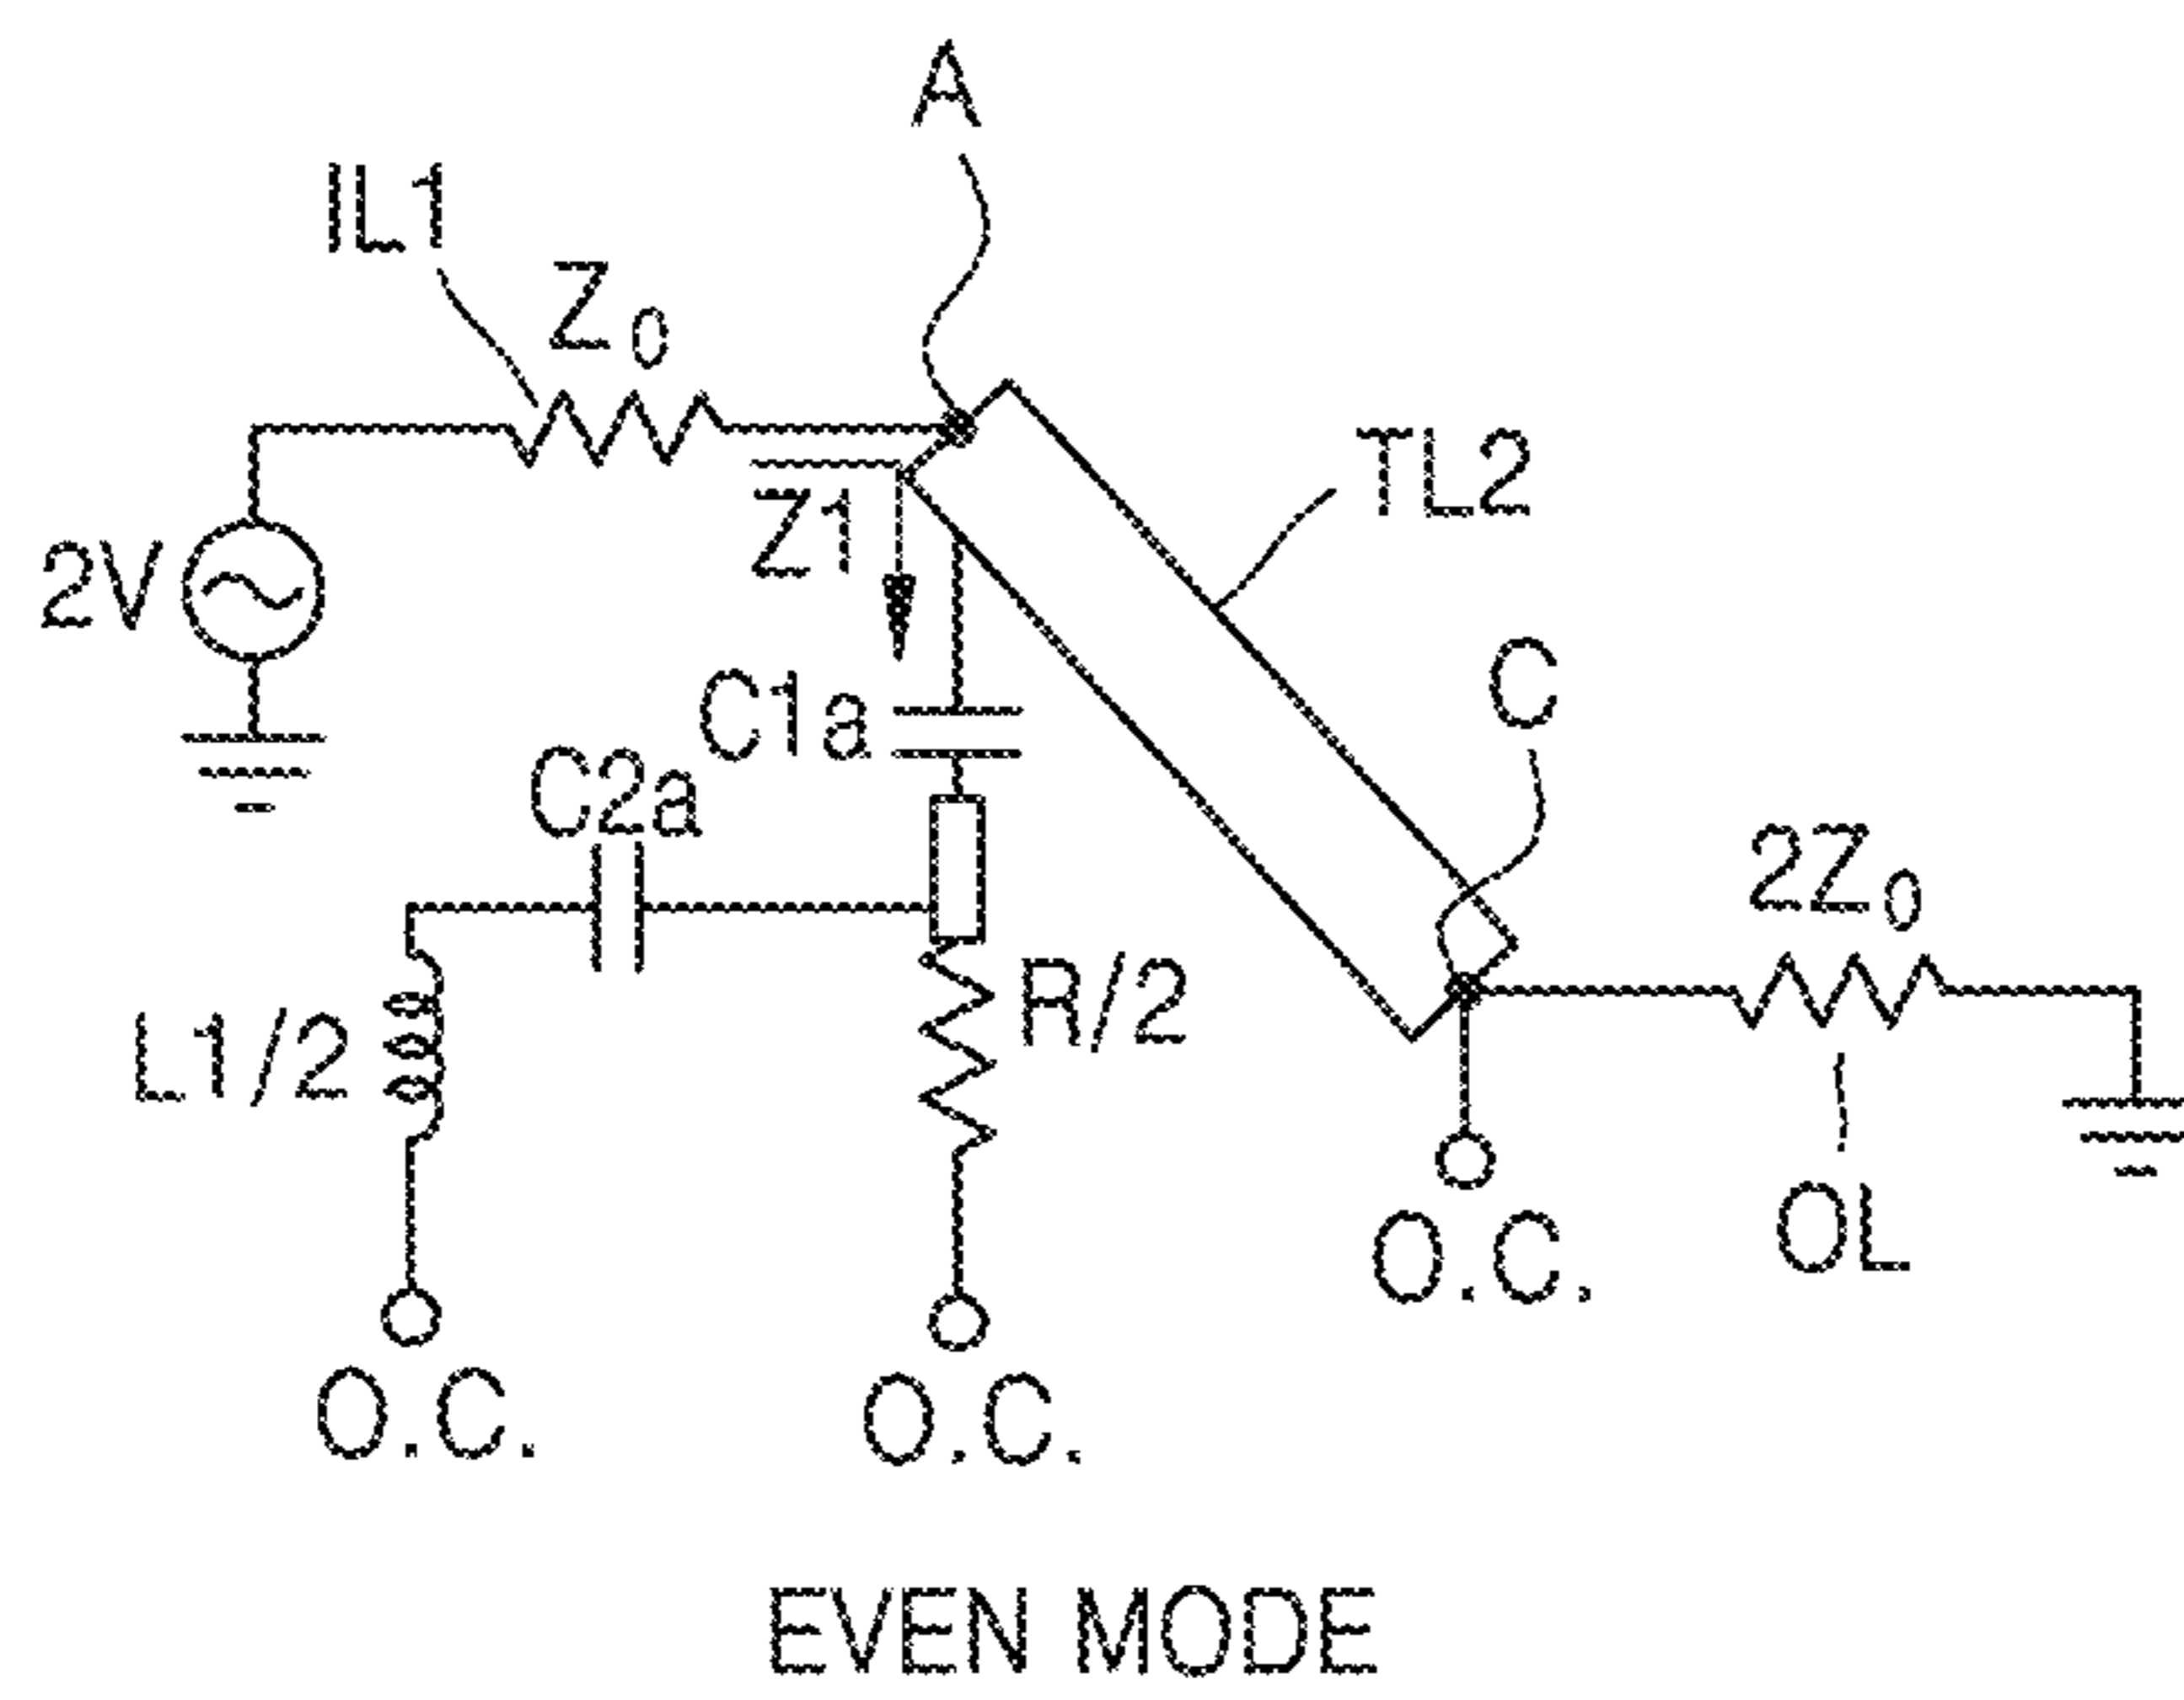 A
IL1
Z0
TL2
Z1
2V
C
C1a
C2a
2Z0
R/2
L1/2
O.C.
OL
O.C.
O.C.
EVEN MODE